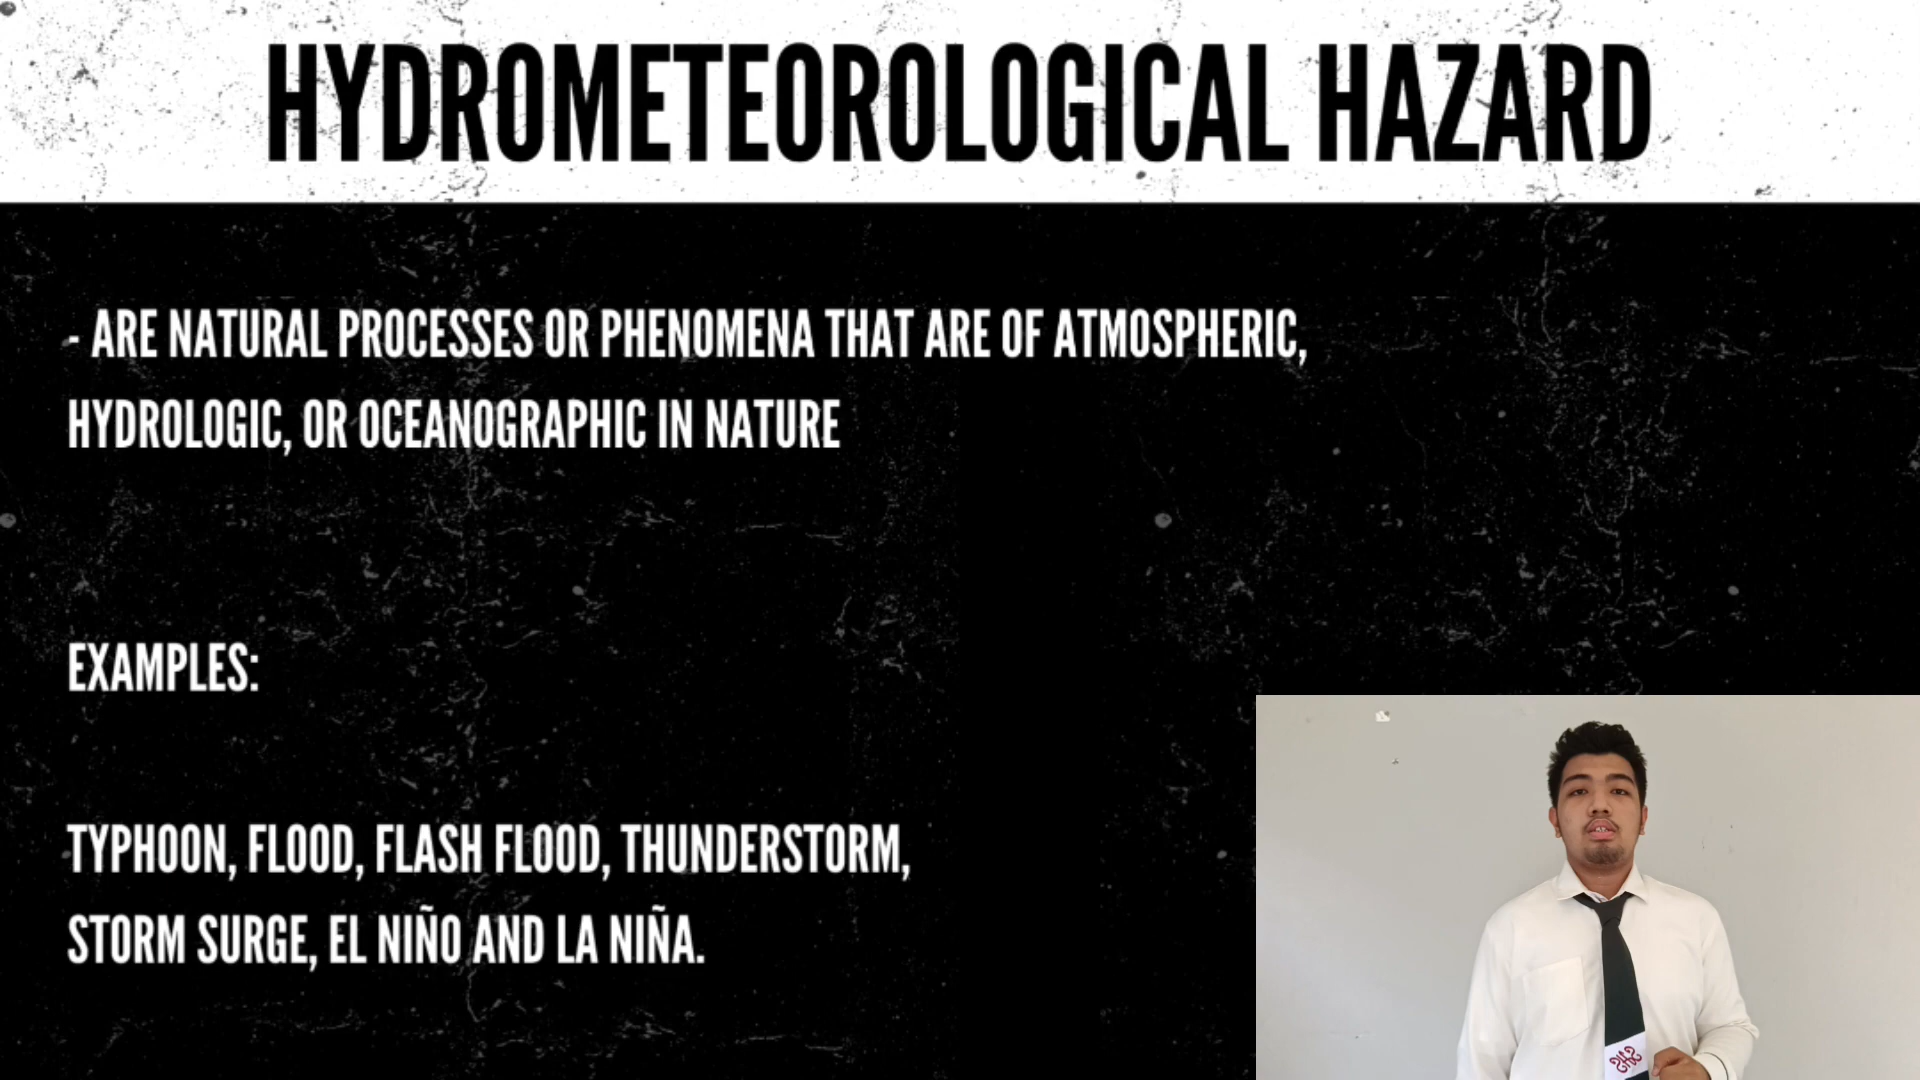 HYDROMETEOROLOGICAL HAZARD
- ARE NATURAL PROCESSES OR PHENOMENA THAT ARE OF ATMOSPHERIC,
HYDROLOGIC, OR OCEANOGRAPHIC IN NATURE
EXAMPLES:
TYPHOON, FLOOD, FLASH FLOOD, THUNDERSTORM,
STORM SURGE, EL NIÑO AND LA NIÑA.
SHS